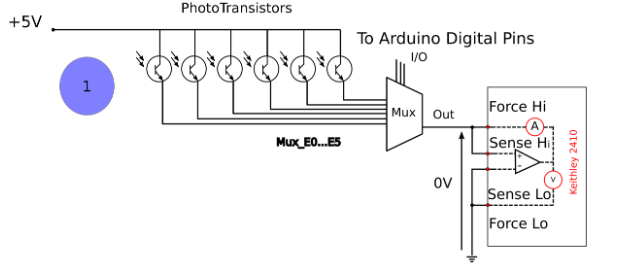 PhotoTransistors
+5V
To Arduino Digital Pins
I/O
1
Mux
Out
Mux_E0...E5
Force Hi
A
Sense Hi
+
-
0V
V
Keithley 2410
Sense Lo
Force Lo